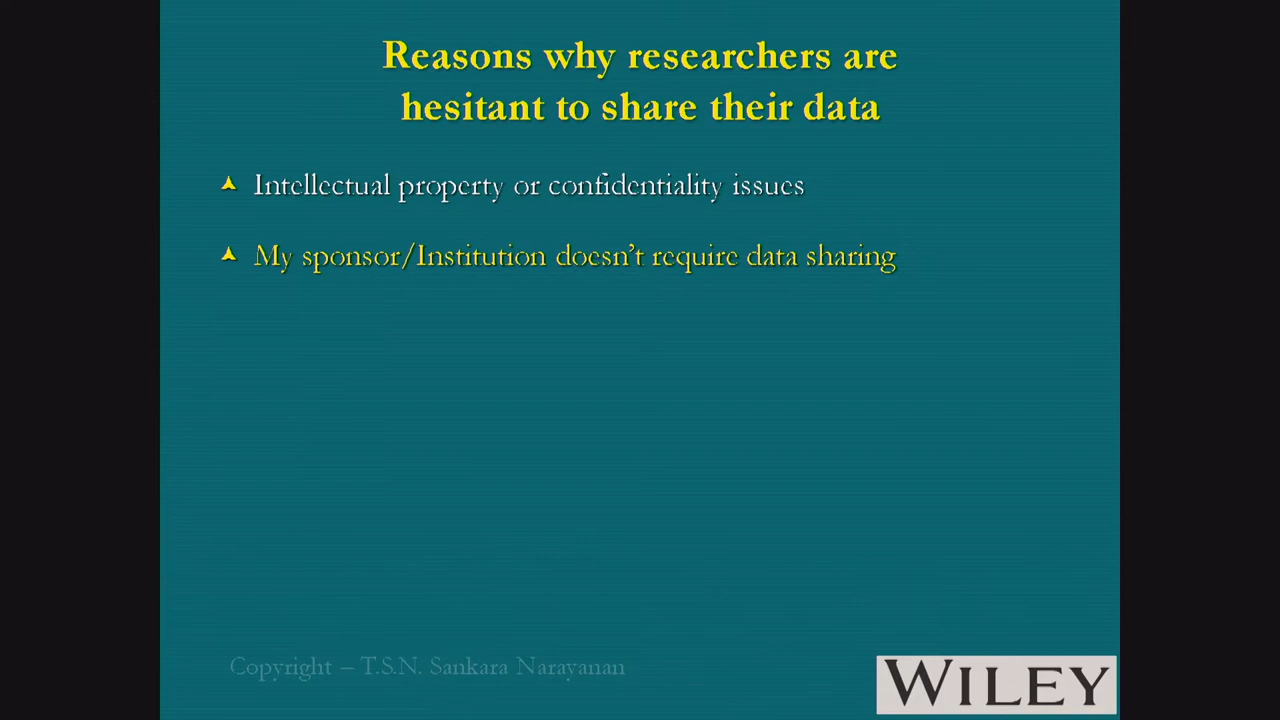 Reasons why researchers are
hesitant to share their data
Intellectual property or confidentiality issues
My sponsor/Institution doesn't require data sharing
Copyright – T.S.N. Sankara Narayanan
WILEY